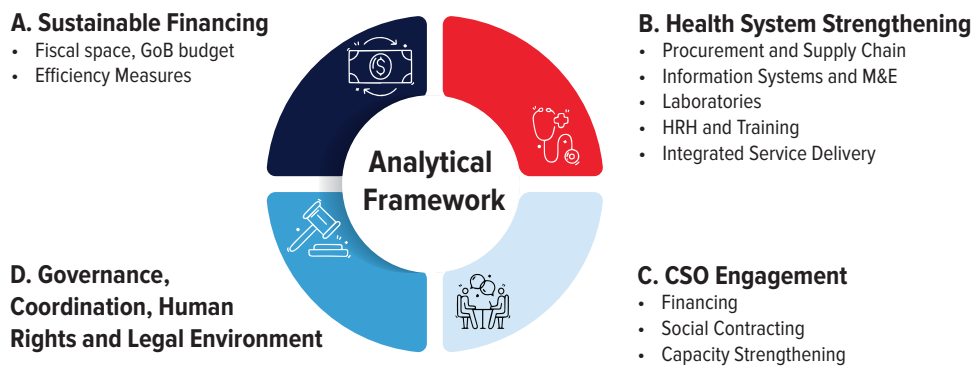 A. Sustainable Financing
• Fiscal space, GoB budget
• Efficiency Measures
B. Health System Strengthening
• Procurement and Supply Chain
• Information Systems and M&E
• Laboratories
• HRH and Training
• Integrated Service Delivery
Analytical
Framework
C. CSO Engagement
• Financing
• Social Contracting
• Capacity Strengthening
D. Governance,
Coordination, Human
Rights and Legal Environment